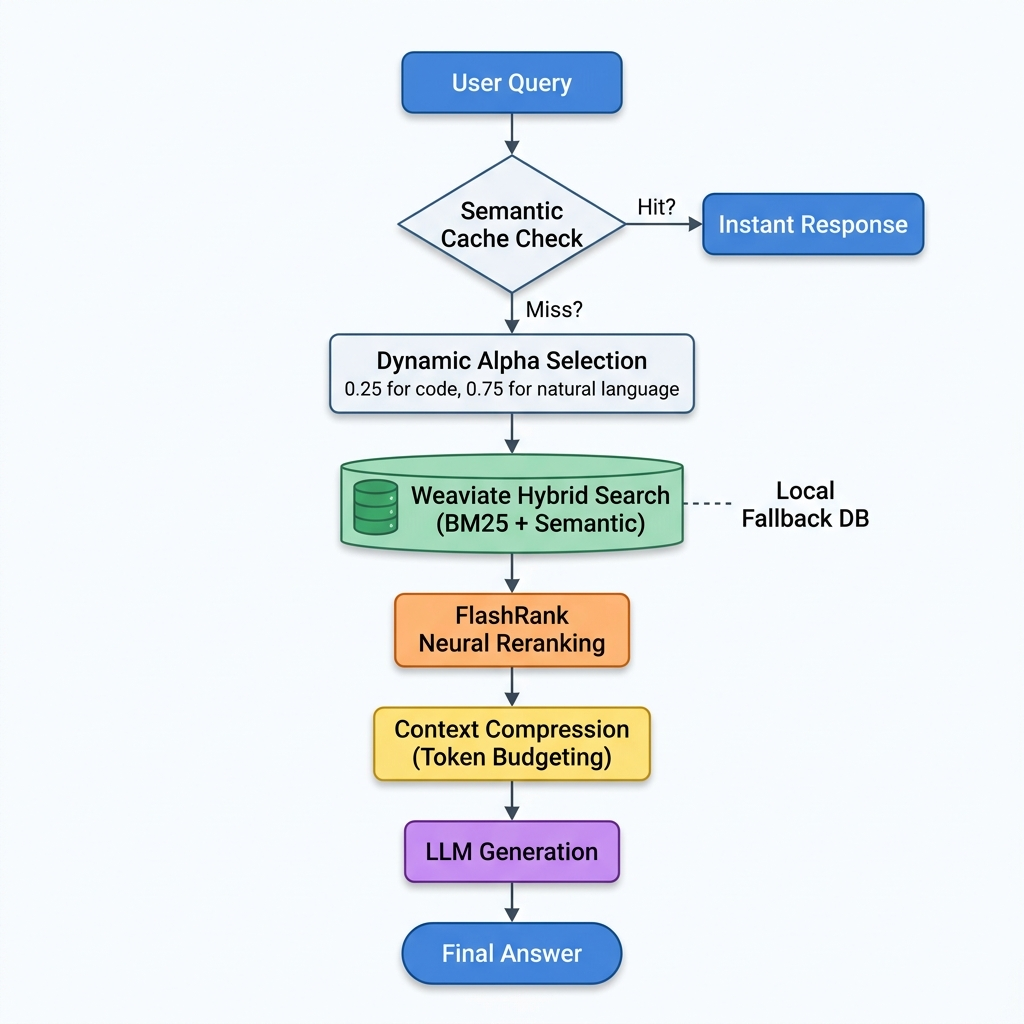 User Query
Semantic
Cache Check
Hit?
Instant Response
Miss?
Dynamic Alpha Selection
0.25 for code, 0.75 for natural language
Weaviate Hybrid Search
(BM25 + Semantic)
Local
Fallback DB
FlashRank
Neural Reranking
Context Compression
(Token Budgeting)
LLM Generation
Final Answer